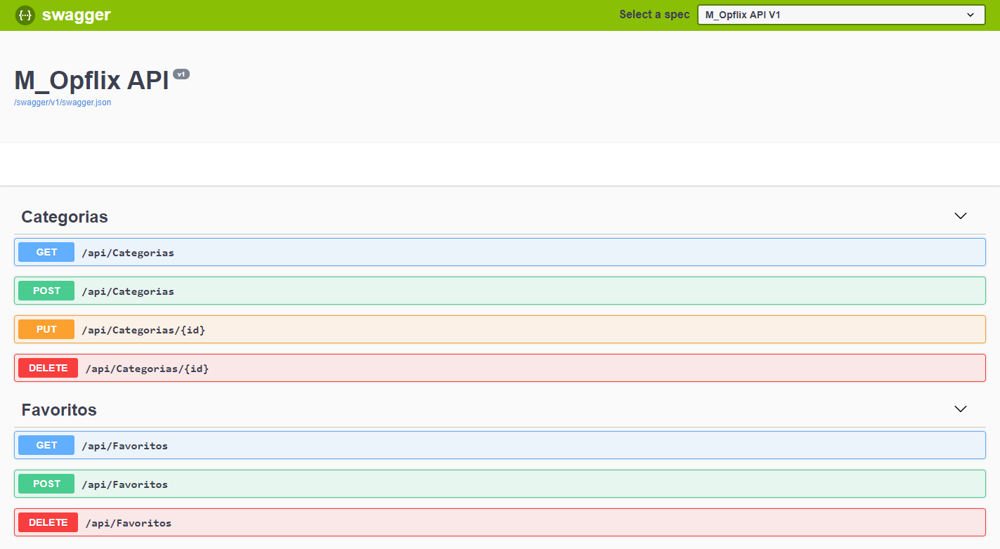 {··} swagger
Select a spec
M_Opflix API V1
M_Opflix API v1
/swagger/v1/swagger.json
Categorias
GET /api/Categorias
POST /api/Categorias
PUT /api/Categorias/{id}
DELETE /api/Categorias/{id}
Favoritos
GET /api/Favoritos
POST /api/Favoritos
DELETE /api/Favoritos